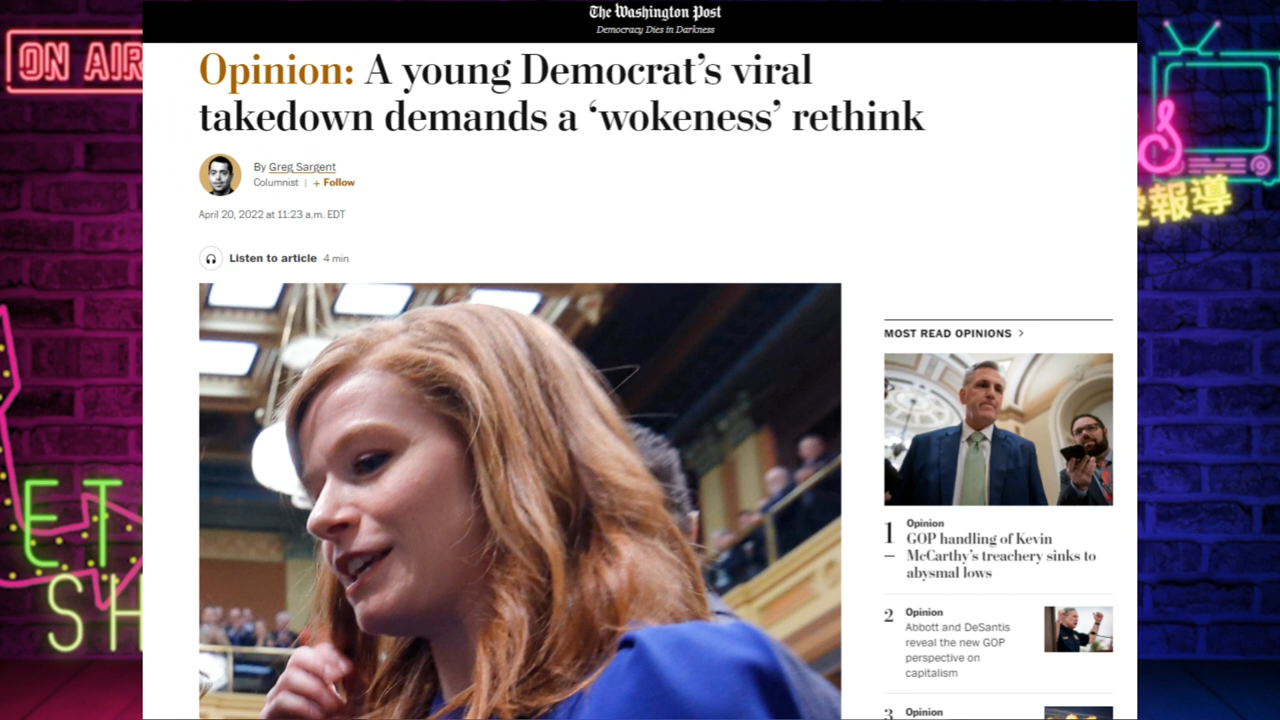 The Washington Post
Democracy Dies in Darkness
ON AIR
Opinion: A young Democrat's viral
takedown demands a ‘wokeness’ rethink
By Greg Sargent
Columnist | + Follow
April 20, 2022 at 11:23 a.m. EDT
Listen to article 4 min
報導
MOST READ OPINIONS >
1
Opinion
GOP handling of Kevin
McCarthy's treachery sinks to
abysmal lows
2
Opinion
Abbott and DeSantis
reveal the new GOP
perspective on
capitalism
3
Opinion
ET
SH